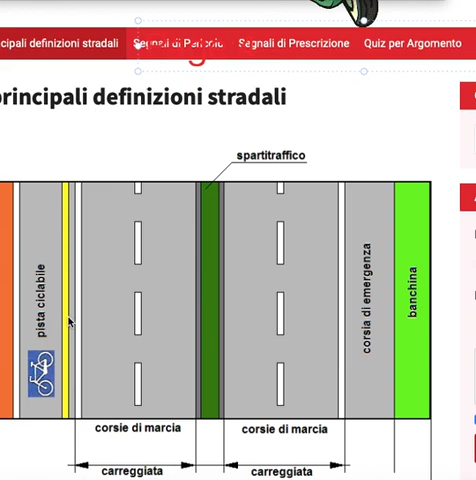 cipali definizioni stradali Segnali di Pericolo Segnali di Prescrizione Quiz per Argomento
principali definizioni stradali
spartitraffico
pista ciclabile
corsia di emergenza
banchina
corsie di marcia corsie di marcia
carreggiata carreggiata